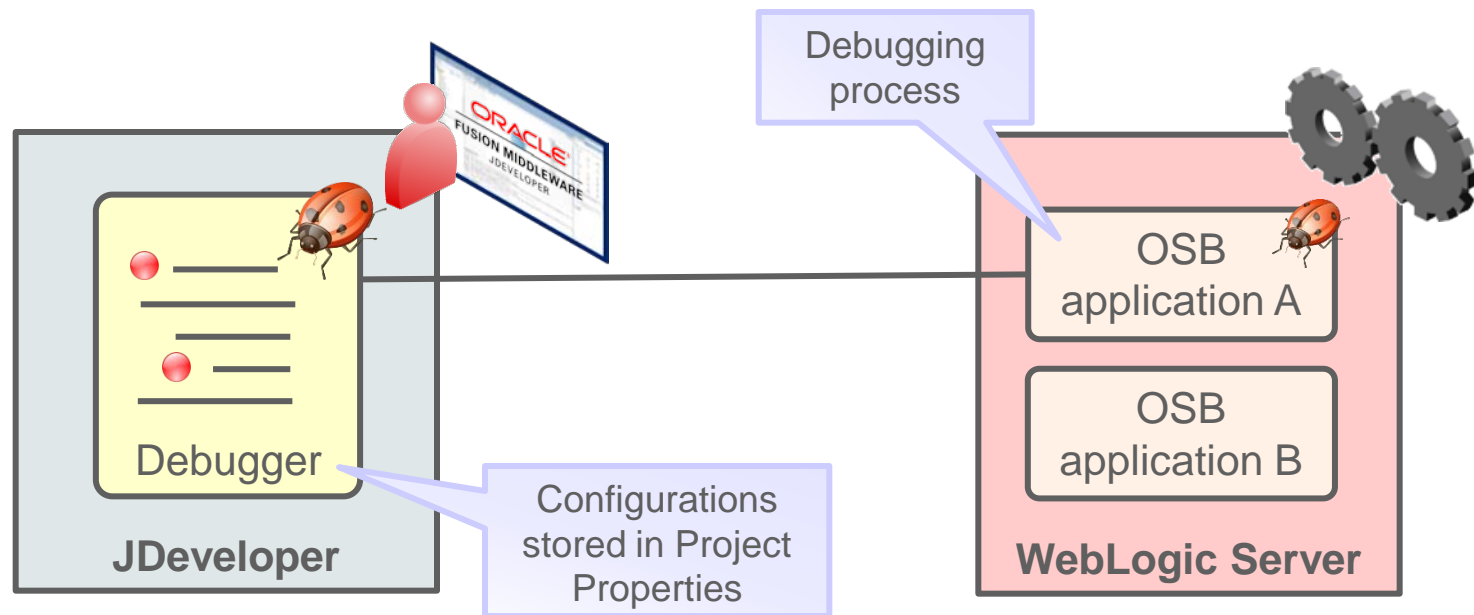 Debugging
process
ORACLE
FUSION MIDDLEWARE
JDEVELOPER
OSB
application A
OSB
application B
Debugger
Configurations
stored in Project
Properties
JDeveloper
WebLogic Server